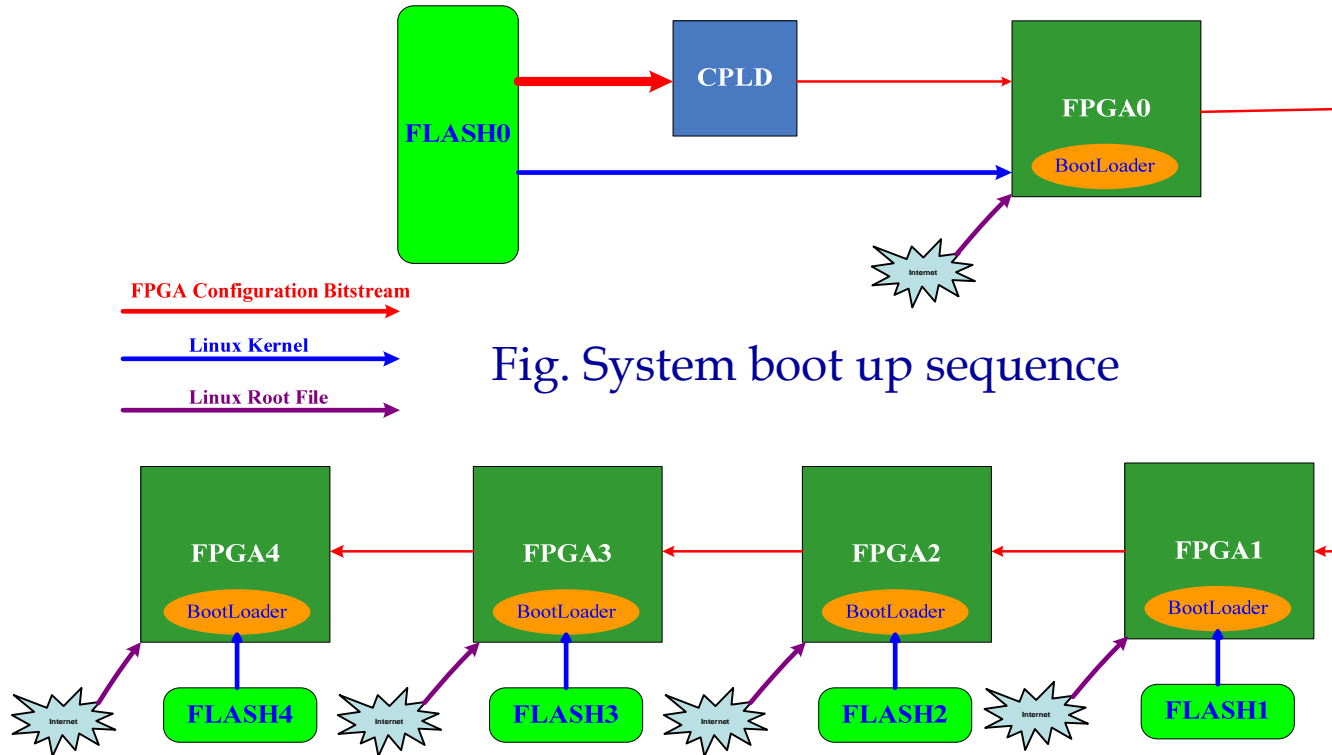 CPLD
FPGA0
FLASH0
BootLoader
Internet
FPGA Configuration Bitstream
Linux Kernel
Fig. System boot up sequence
Linux Root File
FPGA4
FPGA3
FPGA2
FPGA1
BootLoader
BootLoader
BootLoader
BootLoader
Internet
FLASH4
Internet
FLASH3
Internet
FLASH2
Internet
FLASH1